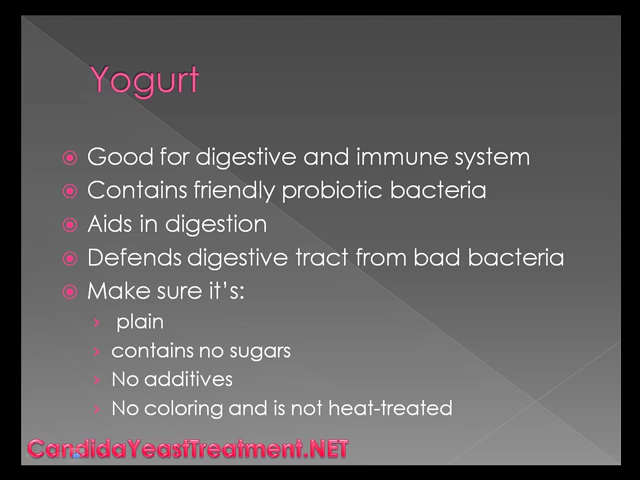 Yogurt
Good for digestive and immune system
Contains friendly probiotic bacteria
Aids in digestion
Defends digestive tract from bad bacteria
Make sure it's:
plain
contains no sugars
No additives
No coloring and is not heat-treated
CandidaYeastTreatment.NET